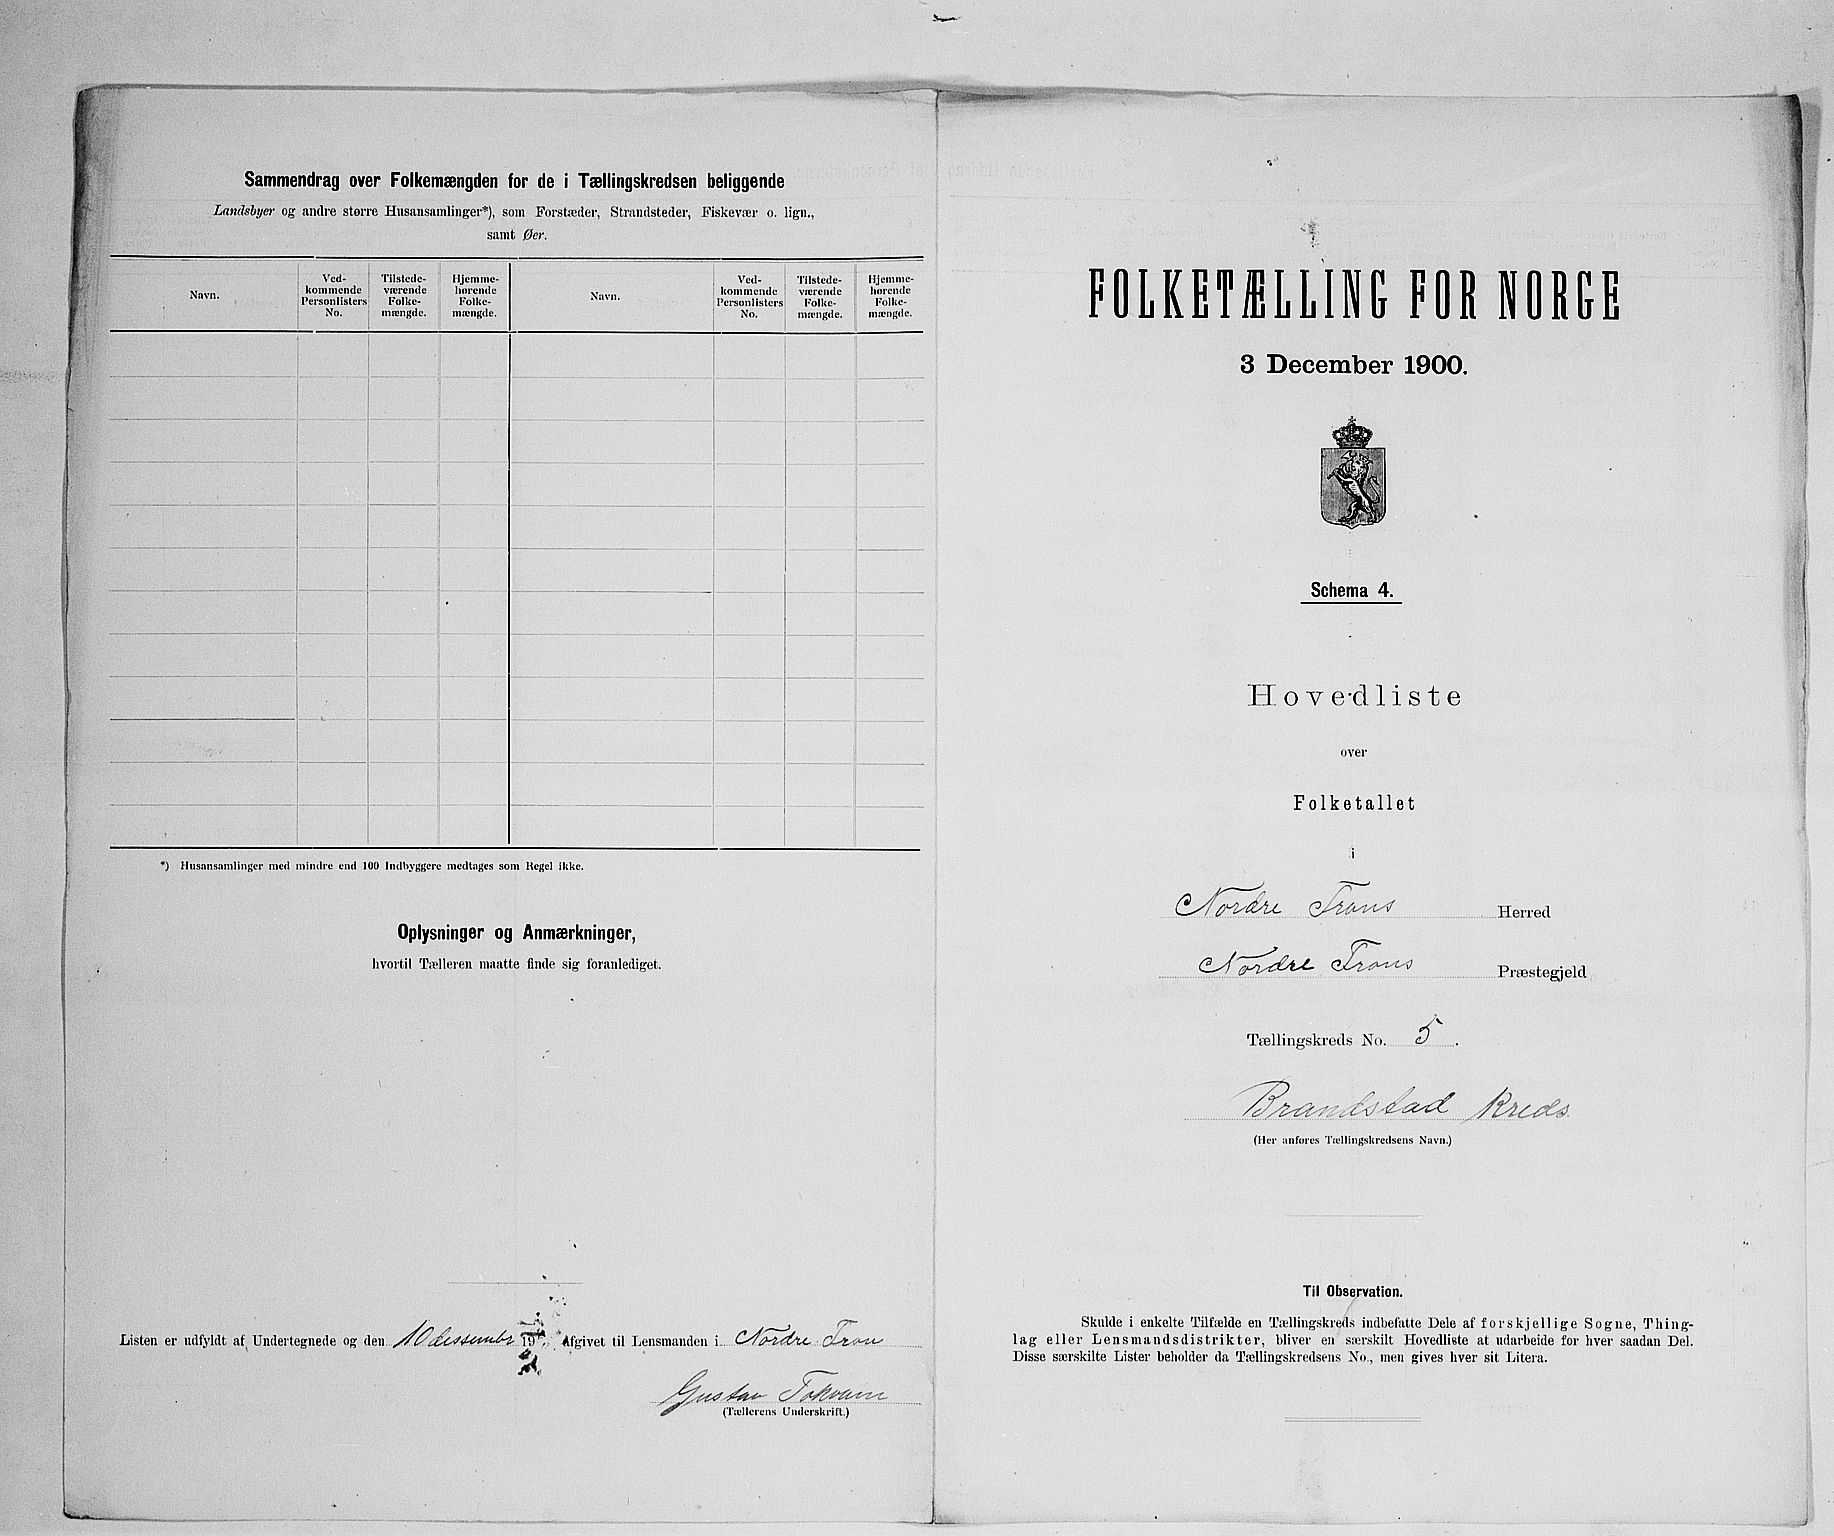 Sammendrag over Folkemængden for de i Tællingskredsen beliggende
Landsbyer og andre større Husansamlinger*), som Forstæder, Strandsteder, Fiskevær o. lign.,
samt Øer.
Navn.
Ved-
kommende
Personlisters
No.
Tilstede-
værende
Folke-
mængde.
Hjemme-
hørende
Folke-
mængde.
Navn.
Ved-
kommende
Personlisters
No.
Tilstede-
værende
Folke-
mængde.
Hjemme-
hørende
Folke-
mængde.
*) Husansamlinger med mindre end 100 Indbyggere medtages som Regel ikke.
Oplysninger og Anmærkninger,
hvortil Tælleren maatte finde sig foranlediget.
Listen er udfyldt af Undertegnede og den 10 dessember 19 Afgivet til Lensmanden i Nordre Fron
Gustav Tokvam
(Tællerens Underskrift.)
FOLKETÆLLING FOR NORGE
3 December 1900.
Schema 4.
Hovedliste
over
Folketallet
i
Nordre Frons Herred
Nordre Frons Præstegjeld
Tællingskreds No. 5.
Brandstad Kreds
(Her anføres Tællingskredsens Navn.)
Til Observation.
Skulde i enkelte Tilfælde en Tællingskreds indbefatte Dele af forskjellige Sogne, Thing-
lag eller Lensmandsdistrikter, bliver en særskilt Hovedliste at udarbeide for hver saadan Del.
Disse særskilte Lister beholder da Tællingskredsens No., men gives hver sit Litera.